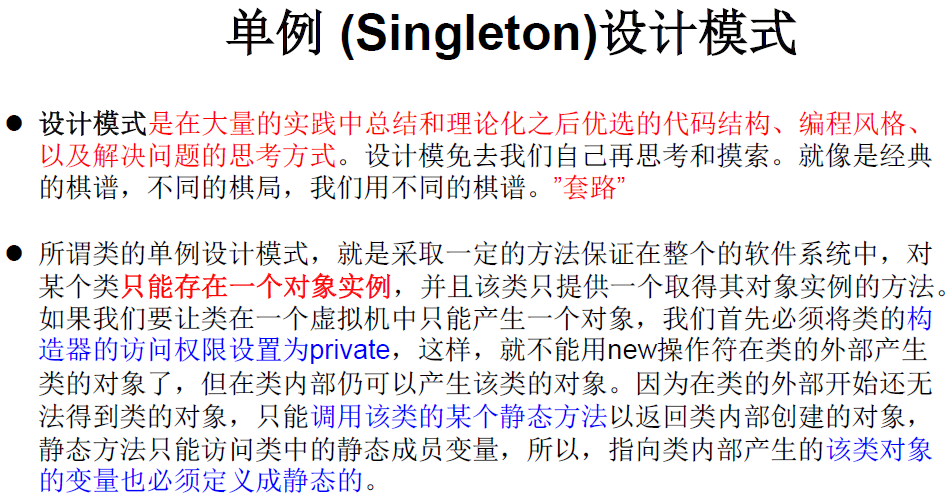 单例 (Singleton)设计模式
● 设计模式是在大量的实践中总结和理论化之后优选的代码结构、编程风格、
以及解决问题的思考方式。设计模免去我们自己再思考和摸索。就像是经典
的棋谱，不同的棋局，我们用不同的棋谱。”套路”
● 所谓类的单例设计模式，就是采取一定的方法保证在整个的软件系统中，对
某个类只能存在一个对象实例，并且该类只提供一个取得其对象实例的方法。
如果我们要让类在一个虚拟机中只能产生一个对象，我们首先必须将类的构
造器的访问权限设置为private，这样，就不能用new操作符在类的外部产生
类的对象了，但在类内部仍可以产生该类的对象。因为在类的外部开始还无
法得到类的对象，只能调用该类的某个静态方法以返回类内部创建的对象，
静态方法只能访问类中的静态成员变量，所以，指向类内部产生的该类对象
的变量也必须定义成静态的。